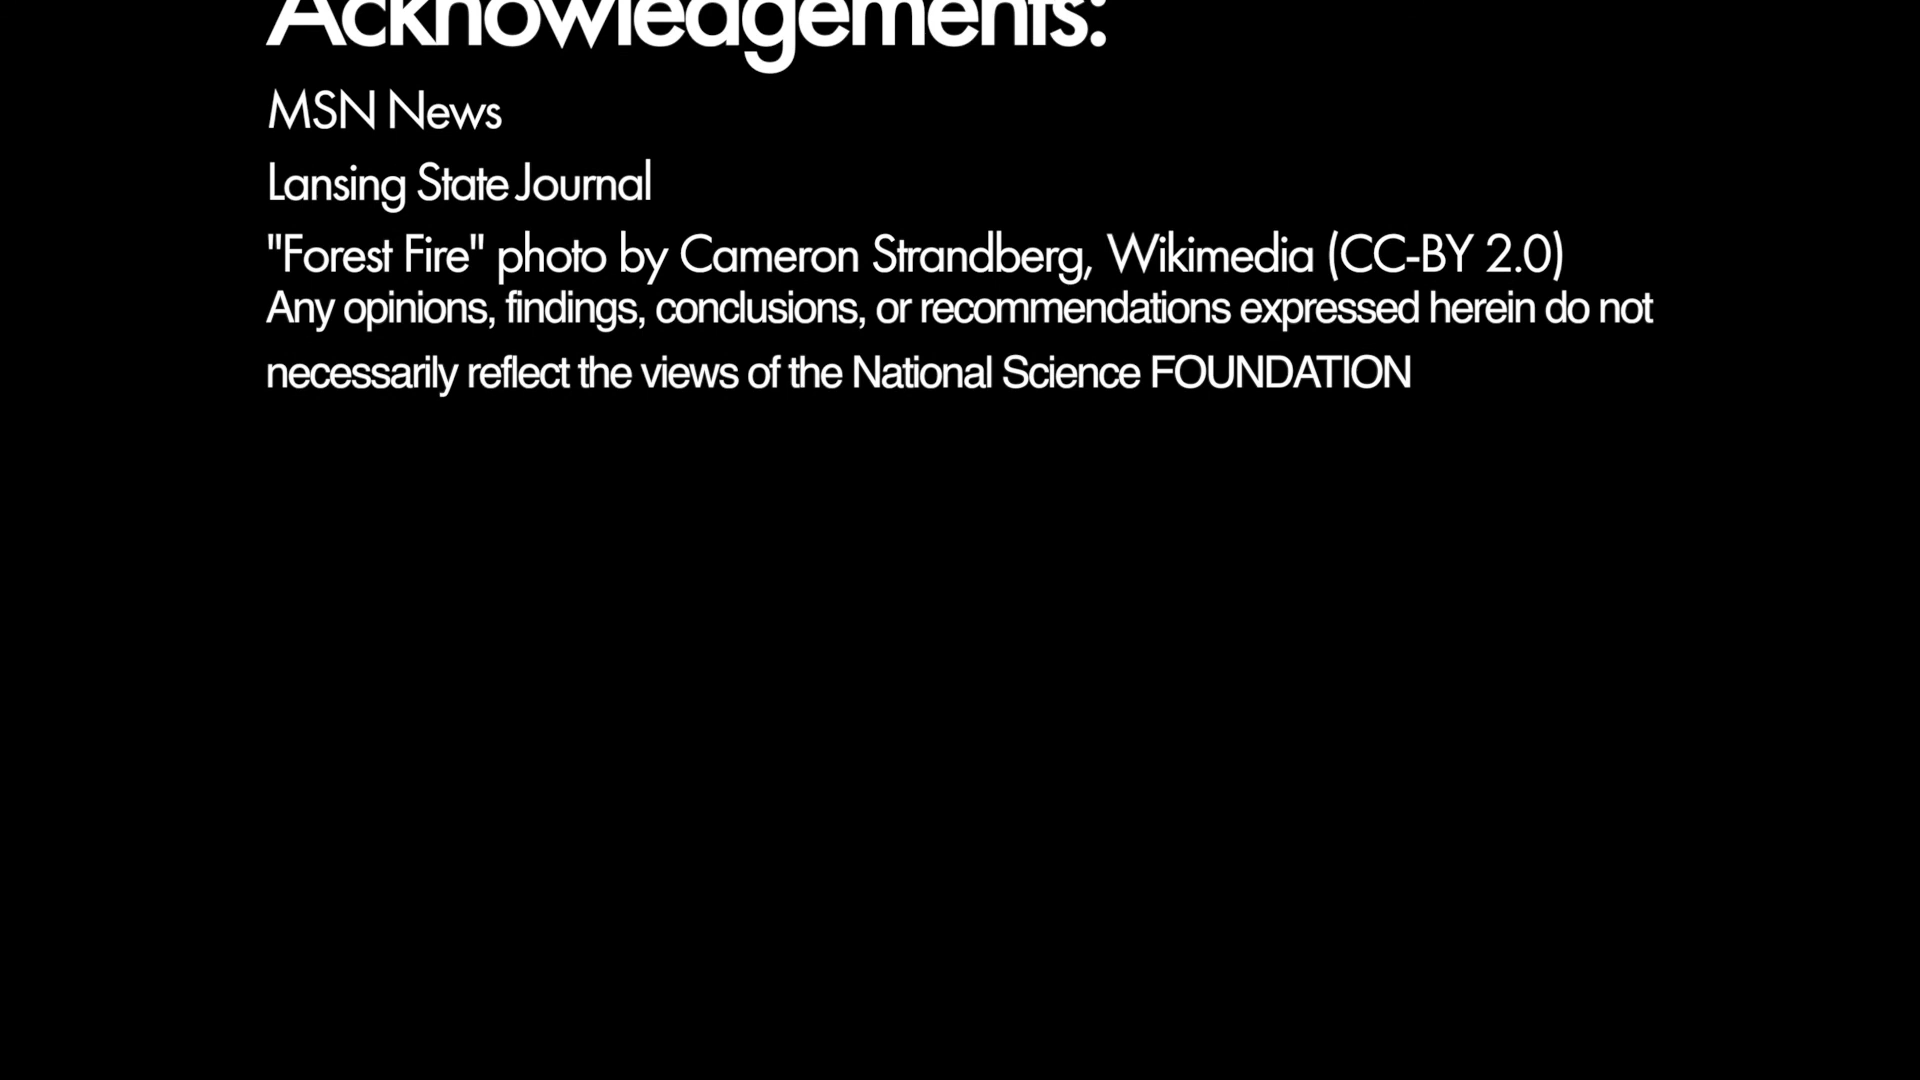 Acknowledgements:
MSN News
Lansing State Journal
"Forest Fire" photo by Cameron Strandberg, Wikimedia (CC-BY 2.0)
Any opinions, findings, conclusions, or recommendations expressed herein do not
necessarily reflect the views of the National Science FOUNDATION